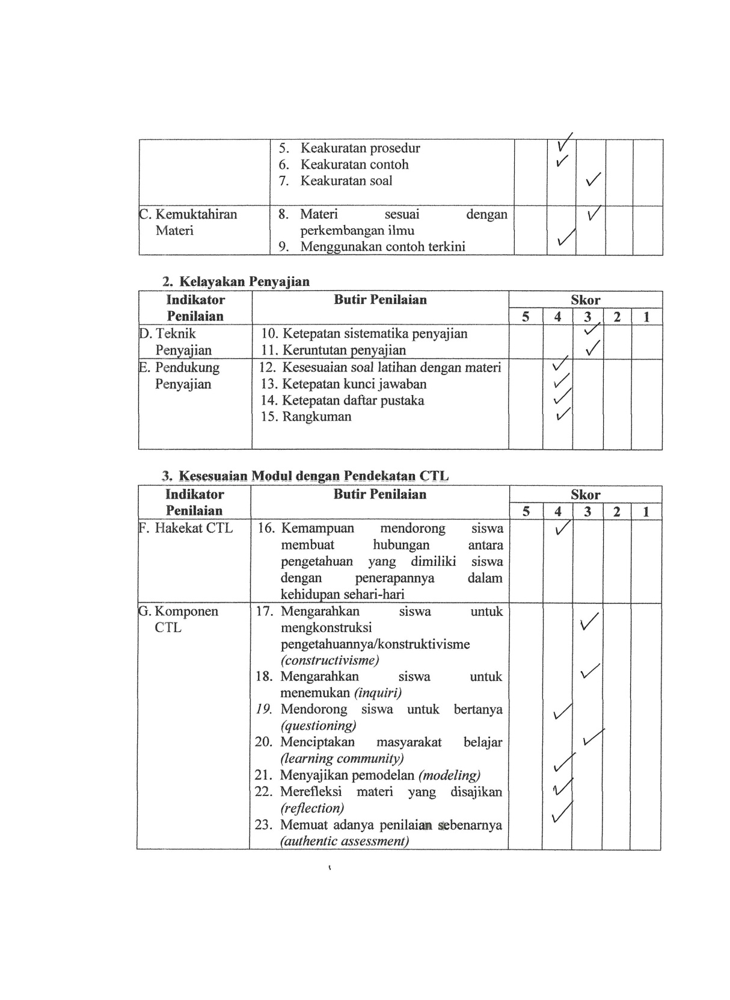 5. Keakuratan prosedur ✓
6. Keakuratan contoh ✓
7. Keakuratan soal ✓
C. Kemuktahiran 8. Materi sesuai dengan ✓
Materi perkembangan ilmu
9. Menggunakan contoh terkini ✓
2. Kelayakan Penyajian
Indikator Butir Penilaian Skor
Penilaian 5 4 3 2 1
D. Teknik 10. Ketepatan sistematika penyajian ✓
Penyajian 11. Keruntutan penyajian ✓
E. Pendukung 12. Kesesuaian soal latihan dengan materi ✓
Penyajian 13. Ketepatan kunci jawaban ✓
14. Ketepatan daftar pustaka ✓
15. Rangkuman ✓
3. Kesesuaian Modul dengan Pendekatan CTL
Indikator Butir Penilaian Skor
Penilaian 5 4 3 2 1
F. Hakekat CTL 16. Kemampuan mendorong siswa ✓
membuat hubungan antara
pengetahuan yang dimiliki siswa
dengan penerapannya dalam
kehidupan sehari-hari
G. Komponen 17. Mengarahkan siswa untuk ✓
CTL mengkonstruksi
pengetahuannya/konstruktivisme
(constructivisme)
18. Mengarahkan siswa untuk ✓
menemukan (inquiri)
19. Mendorong siswa untuk bertanya ✓
(questioning)
20. Menciptakan masyarakat belajar ✓
(learning community)
21. Menyajikan pemodelan (modeling) ✓
22. Merefleksi materi yang disajikan ✓
(reflection)
23. Memuat adanya penilaian sebenarnya ✓
(authentic assessment)